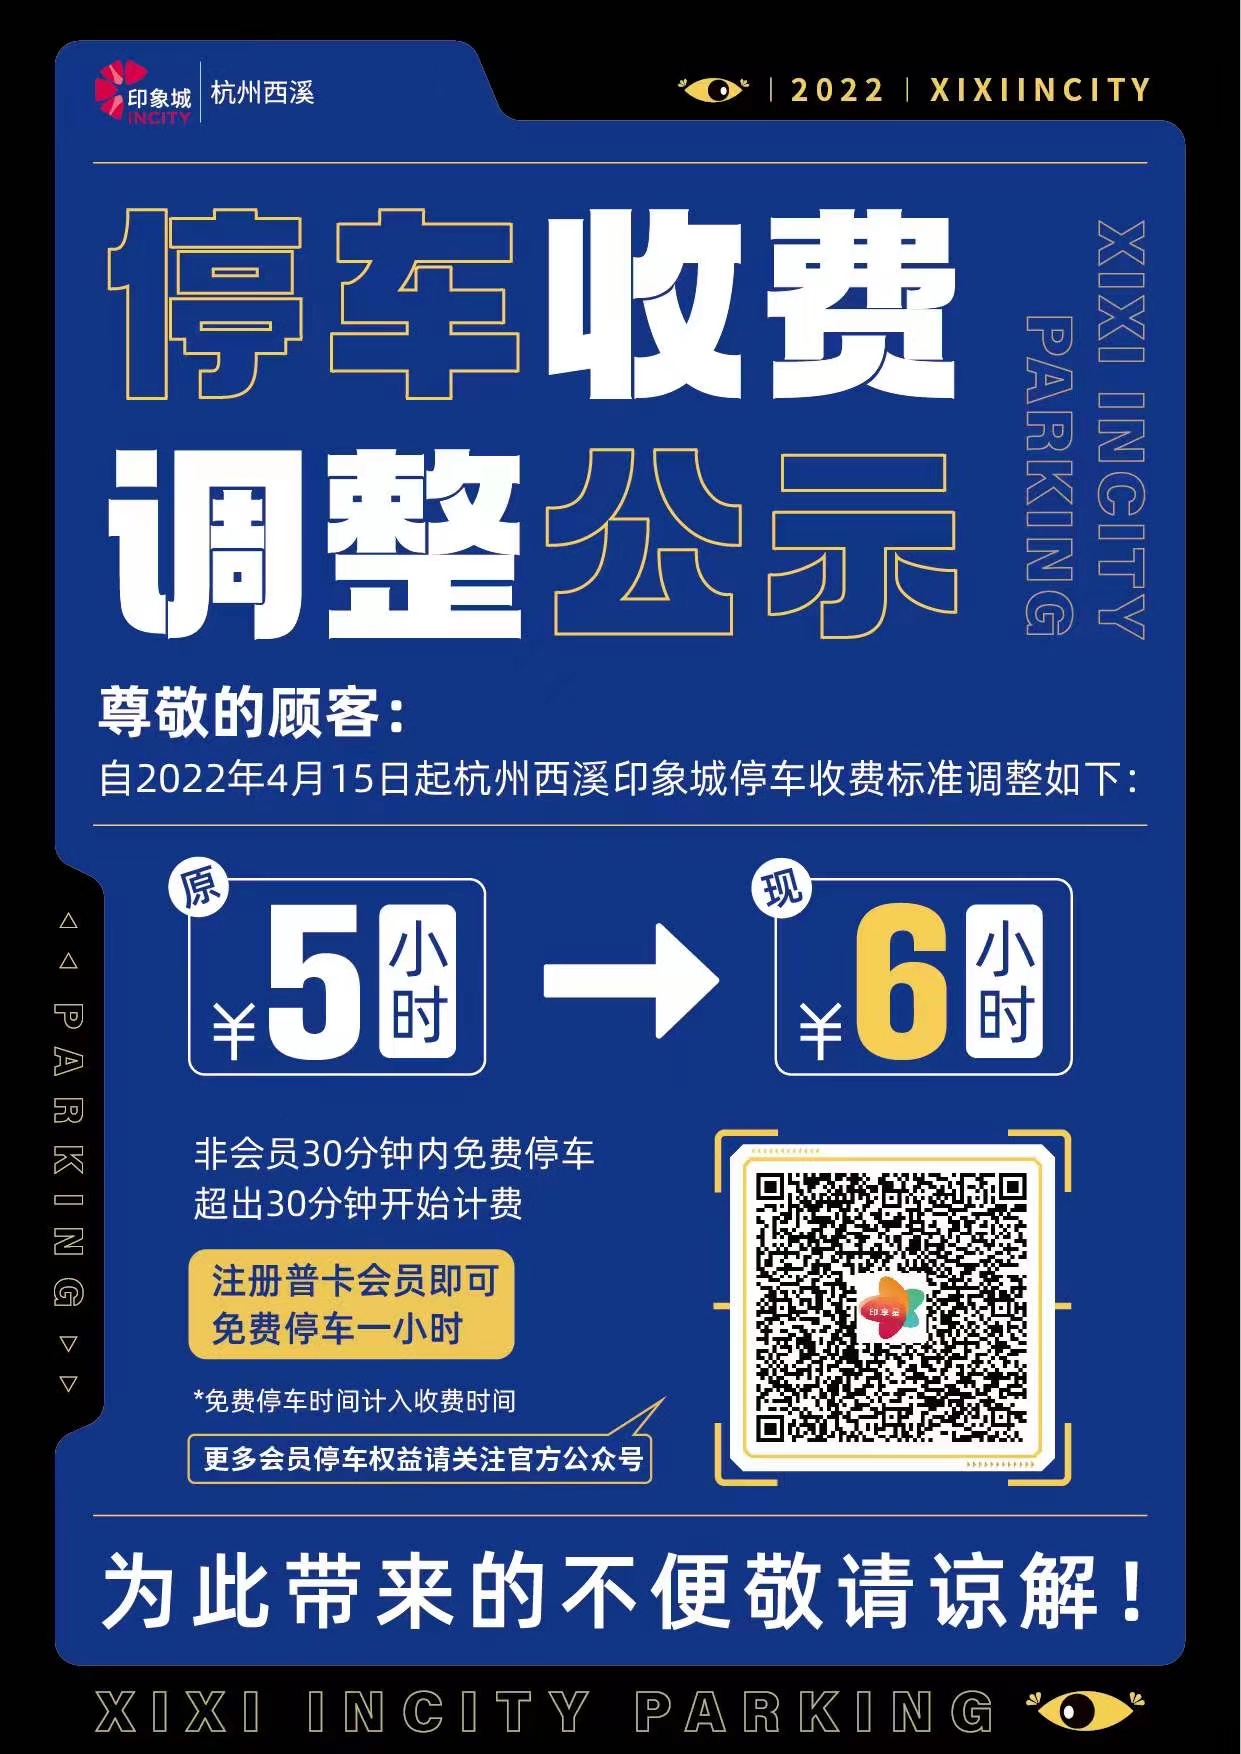 印象城
INCITY
杭州西溪
2022
XIXIINCITY
停车收费
调整公示
XIXI INCITY
PARKING
尊敬的顾客：
自2022年4月15日起杭州西溪印象城停车收费标准调整如下：
原
¥5小时
现
¥6小时
PARKING
非会员30分钟内免费停车
超出30分钟开始计费
注册普卡会员即可
免费停车一小时
*免费停车时间计入收费时间
更多会员停车权益请关注官方公众号
印享星
为此带来的不便敬请谅解！
XIXI INCITY PARKING